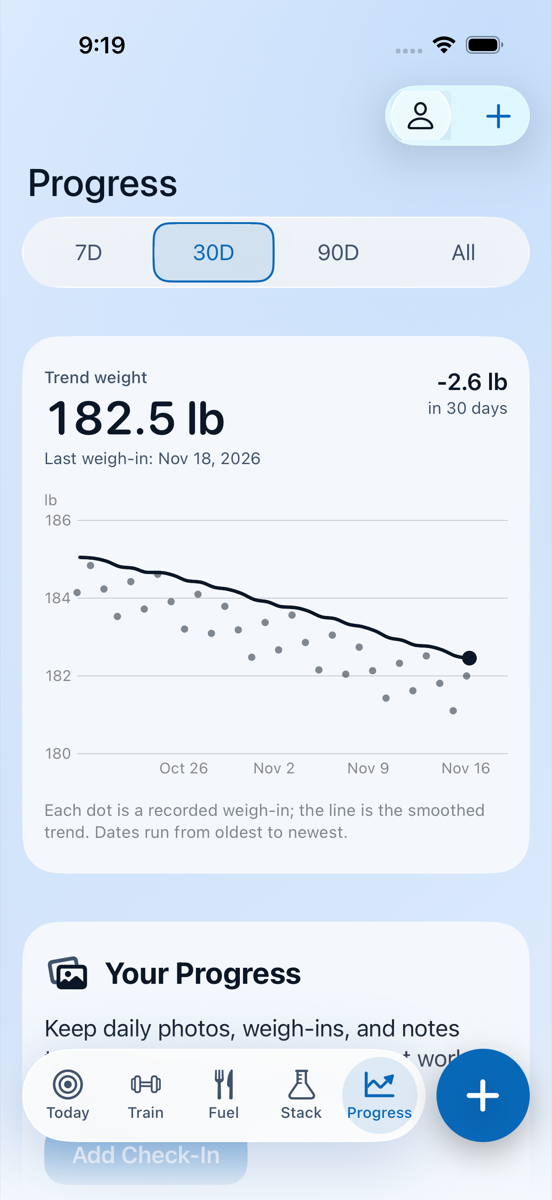 9:19
Progress
7D 30D 90D All
Trend weight
182.5 lb
-2.6 lb
in 30 days
Last weigh-in: Nov 18, 2026
lb
186
184
182
180
Oct 26 Nov 2 Nov 9 Nov 16
Each dot is a recorded weigh-in; the line is the smoothed
trend. Dates run from oldest to newest.
Your Progress
Keep daily photos, weigh-ins, and notes
Today Train Fuel Stack Progress
Add Check-In